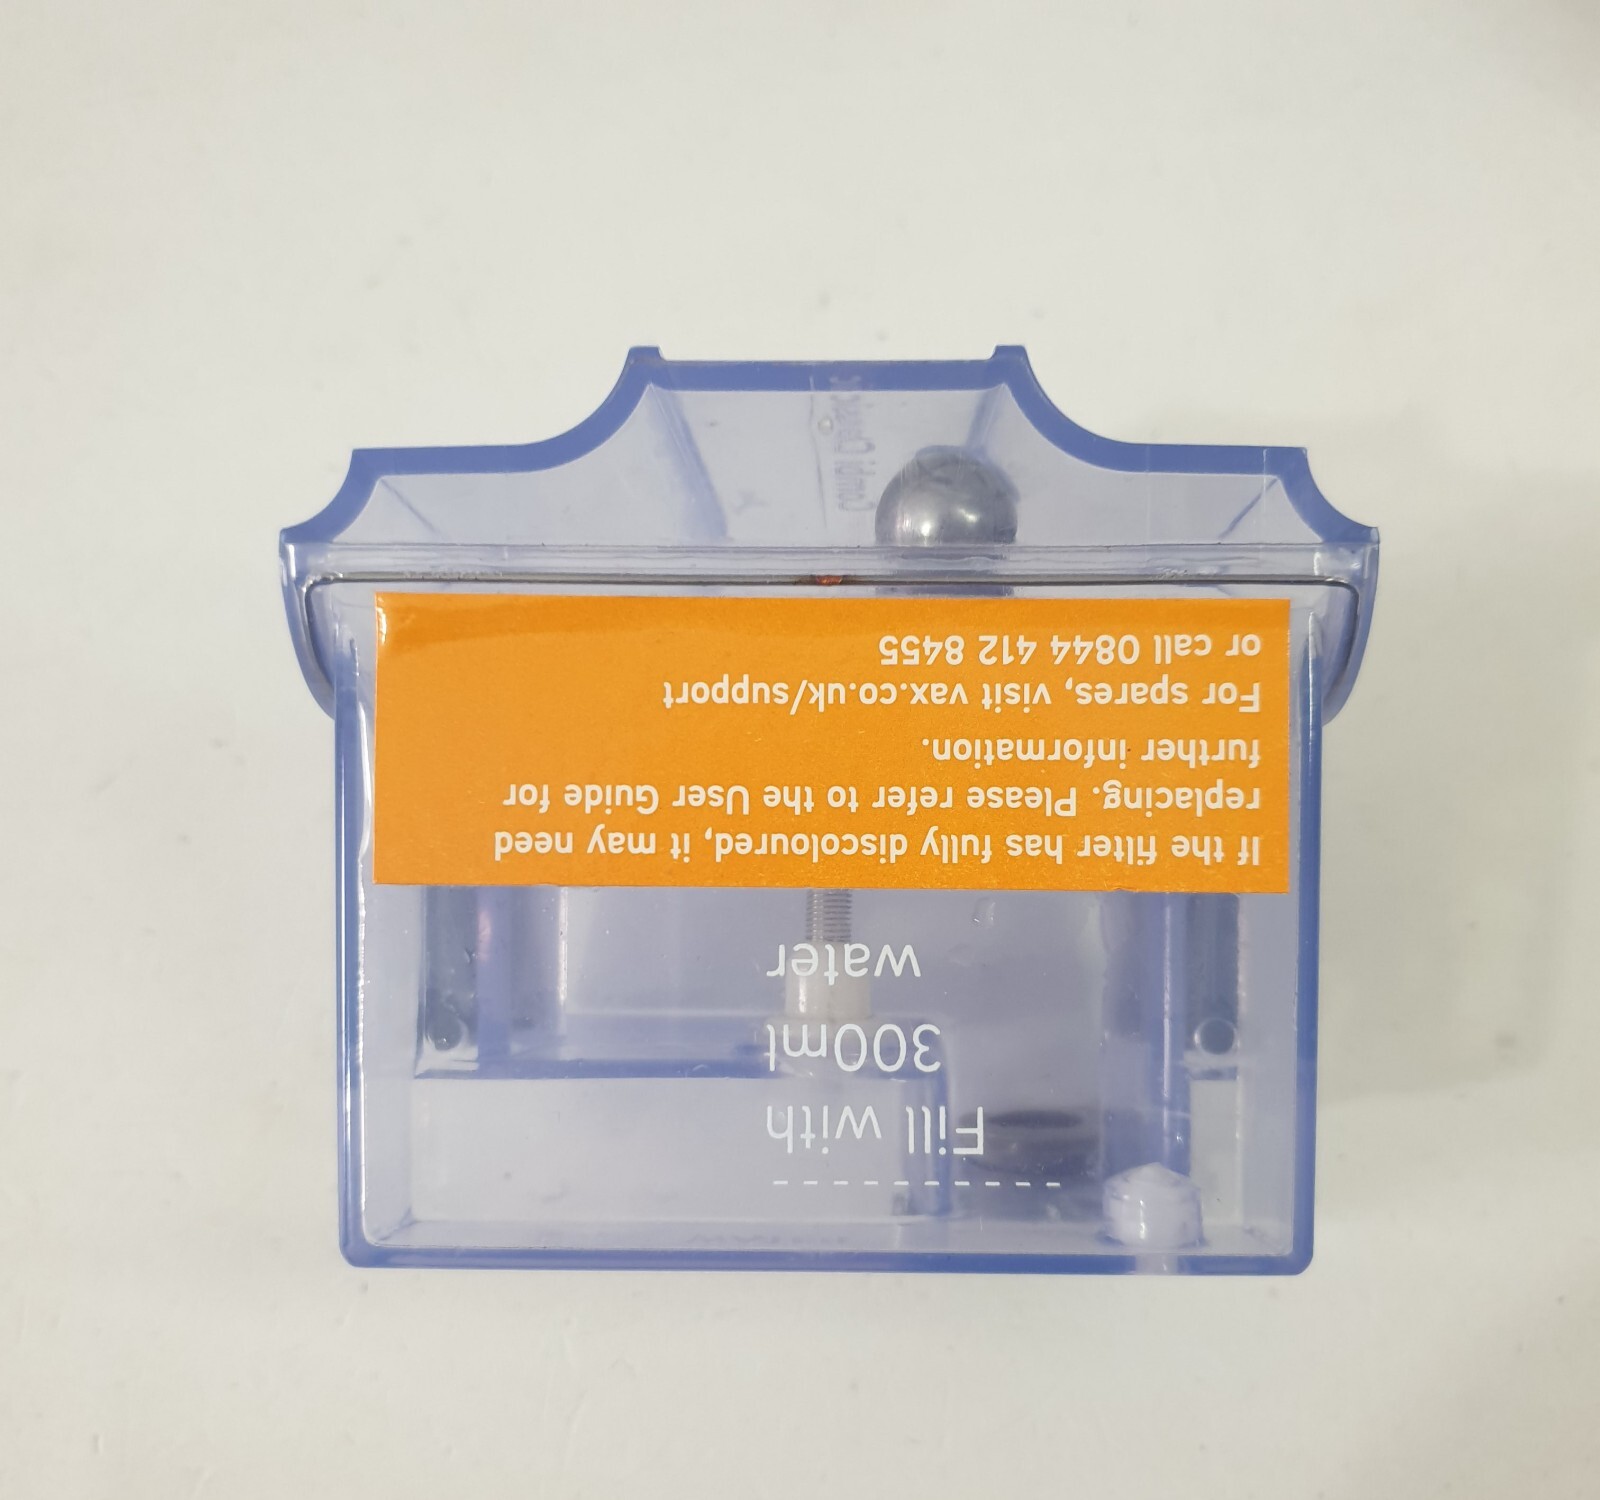 Fill with
300ml
water
If the filter has fully discoloured, it may need
replacing. Please refer to the User Guide for
further information.
For spares, visit vax.co.uk/support
or call 0844 412 8455